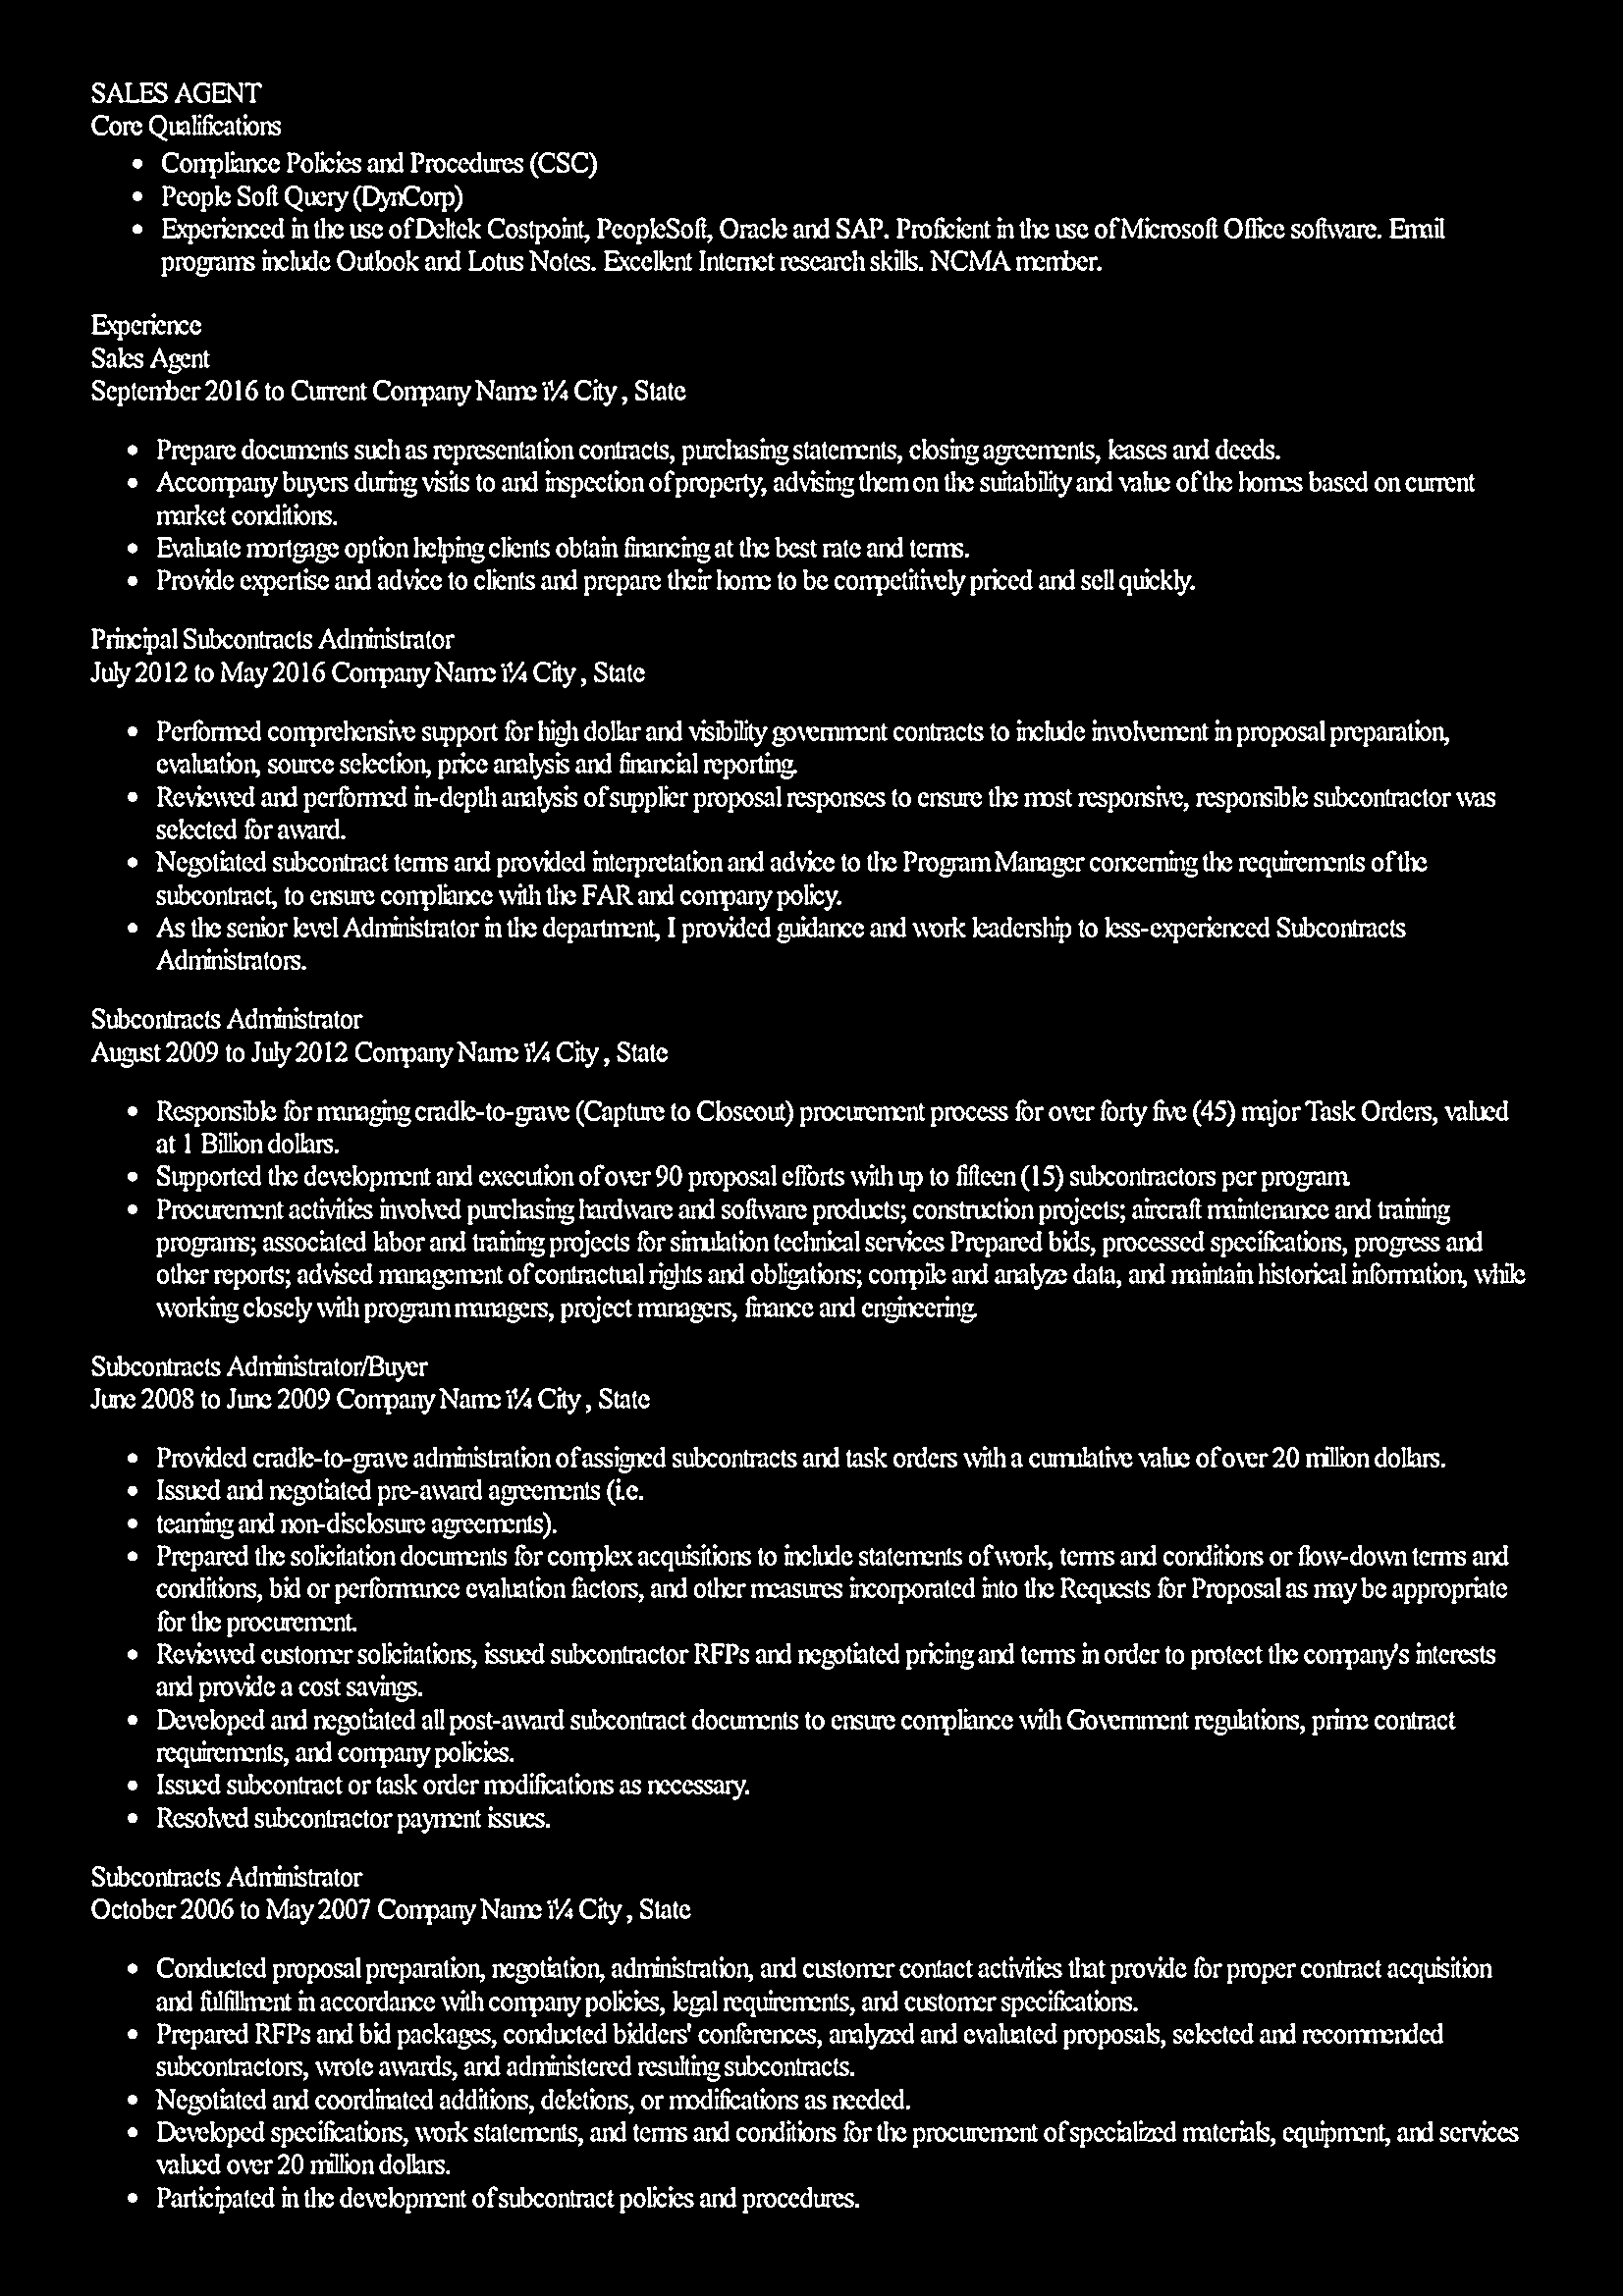 SALES AGENT
Core Qualifications
• Compliance Policies and Procedures (CSC)
• People Soft Query (DynCorp)
• Experienced in the use of Deltek Costpoint, PeopleSoft, Oracle and SAP. Proficient in the use of Microsoft Office software. Email
programs include Outlook and Lotus Notes. Excellent Internet research skills. NCMA member.
Experience
Sales Agent
September 2016 to Current Company Name ï¼ City , State
• Prepare documents such as representation contracts, purchasing statements, closing agreements, leases and deeds.
• Accompany buyers during visits to and inspection of property, advising them on the suitability and value of the homes based on current
market conditions.
• Evaluate mortgage option helping clients obtain financing at the best rate and terms.
• Provide expertise and advice to clients and prepare their home to be competitively priced and sell quickly.
Principal Subcontracts Administrator
July 2012 to May 2016 Company Name ï¼ City , State
• Performed comprehensive support for high dollar and visibility government contracts to include involvement in proposal preparation,
evaluation, source selection, price analysis and financial reporting.
• Reviewed and performed in-depth analysis of supplier proposal responses to ensure the most responsive, responsible subcontractor was
selected for award.
• Negotiated subcontract terms and provided interpretation and advice to the Program Manager concerning the requirements of the
subcontract, to ensure compliance with the FAR and company policy.
• As the senior level Administrator in the department, I provided guidance and work leadership to less-experienced Subcontracts
Administrators.
Subcontracts Administrator
August 2009 to July 2012 Company Name ï¼ City , State
• Responsible for managing cradle-to-grave (Capture to Closeout) procurement process for over forty five (45) major Task Orders, valued
at 1 Billion dollars.
• Supported the development and execution of over 90 proposal efforts with up to fifteen (15) subcontractors per program.
• Procurement activities involved purchasing hardware and software products; construction projects; aircraft maintenance and training
programs; associated labor and training projects for simulation technical services Prepared bids, processed specifications, progress and
other reports; advised management of contractual rights and obligations; compile and analyze data, and maintain historical information, while
working closely with program managers, project managers, finance and engineering.
Subcontracts Administrator/Buyer
June 2008 to June 2009 Company Name ï¼ City , State
• Provided cradle-to-grave administration of assigned subcontracts and task orders with a cumulative value of over 20 million dollars.
• Issued and negotiated pre-award agreements (i.e.
• teaming and non-disclosure agreements).
• Prepared the solicitation documents for complex acquisitions to include statements of work, terms and conditions or flow-down terms and
conditions, bid or performance evaluation factors, and other measures incorporated into the Requests for Proposal as may be appropriate
for the procurement.
• Reviewed customer solicitations, issued subcontractor RFPs and negotiated pricing and terms in order to protect the company's interests
and provide a cost savings.
• Developed and negotiated all post-award subcontract documents to ensure compliance with Government regulations, prime contract
requirements, and company policies.
• Issued subcontract or task order modifications as necessary.
• Resolved subcontractor payment issues.
Subcontracts Administrator
October 2006 to May 2007 Company Name ï¼ City , State
• Conducted proposal preparation, negotiation, administration, and customer contact activities that provide for proper contract acquisition
and fulfillment in accordance with company policies, legal requirements, and customer specifications.
• Prepared RFPs and bid packages, conducted bidders' conferences, analyzed and evaluated proposals, selected and recommended
subcontractors, wrote awards, and administered resulting subcontracts.
• Negotiated and coordinated additions, deletions, or modifications as needed.
• Developed specifications, work statements, and terms and conditions for the procurement of specialized materials, equipment, and services
valued over 20 million dollars.
• Participated in the development of subcontract policies and procedures.